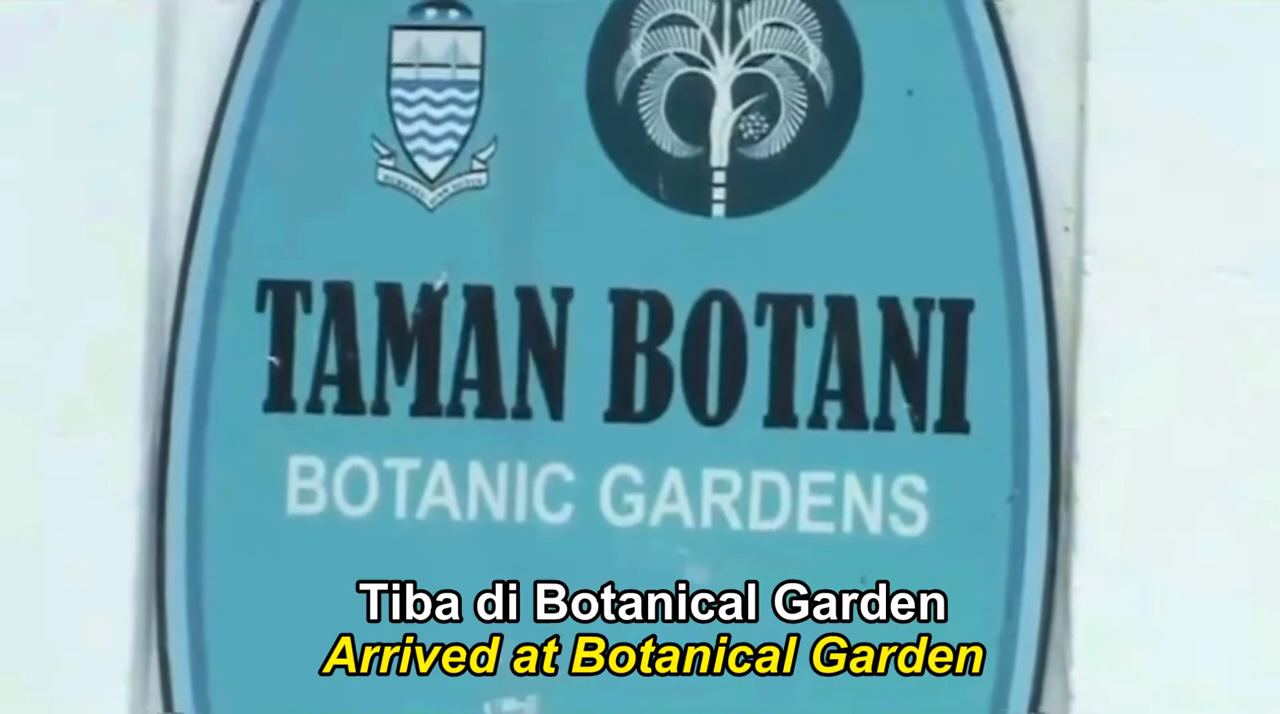 TAMAN BOTANI
BOTANIC GARDENS
Tiba di Botanical Garden
Arrived at Botanical Garden